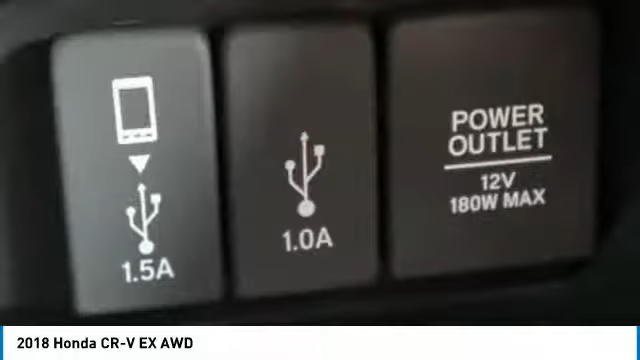 1.5A
1.0A
POWER
OUTLET
12V
180W MAX
2018 Honda CR-V EX AWD